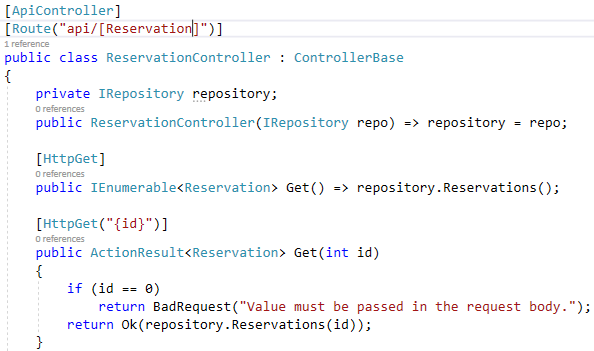 [ApiController]
[Route("api/[Reservation]")]
1 reference
public class ReservationController : ControllerBase
{
private IRepository repository;
0 references
public ReservationController(IRepository repo) => repository = repo;
[HttpGet]
0 references
public IEnumerable<Reservation> Get() => repository.Reservations();
[HttpGet("{id}")]
0 references
public ActionResult<Reservation> Get(int id)
{
if (id == 0)
return BadRequest("Value must be passed in the request body.");
return Ok(repository.Reservations(id));
}